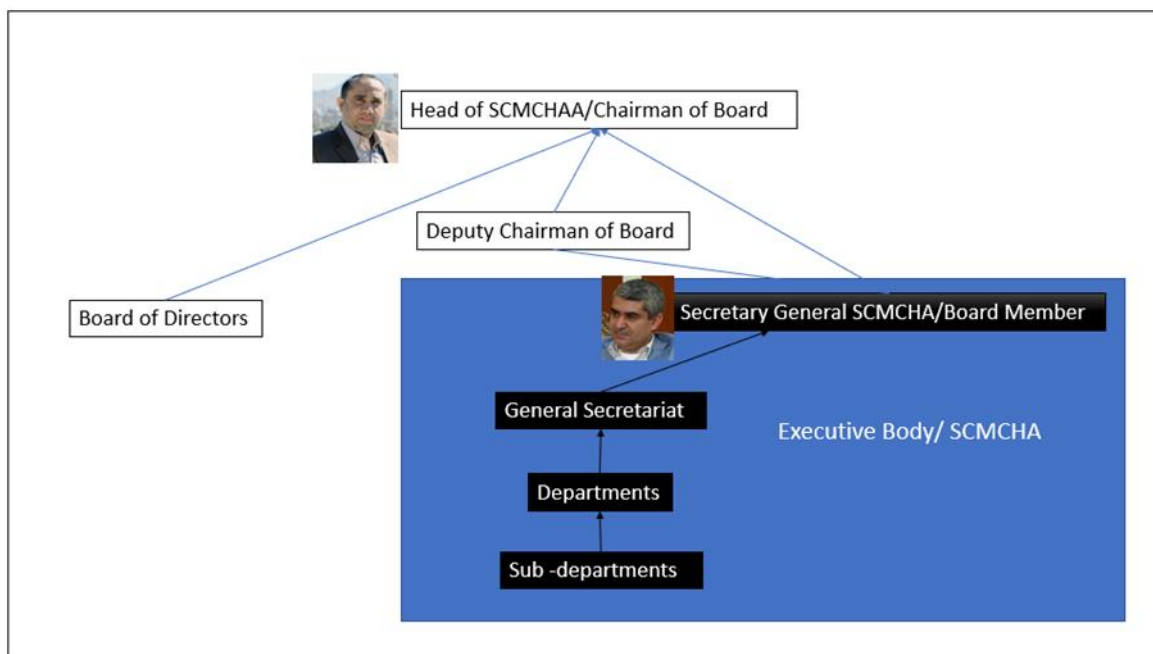 Head of SCMCHAA/Chairman of Board
Deputy Chairman of Board
Board of Directors
Secretary General SCMCHA/Board Member
General Secretariat
Executive Body/ SCMCHA
Departments
Sub -departments